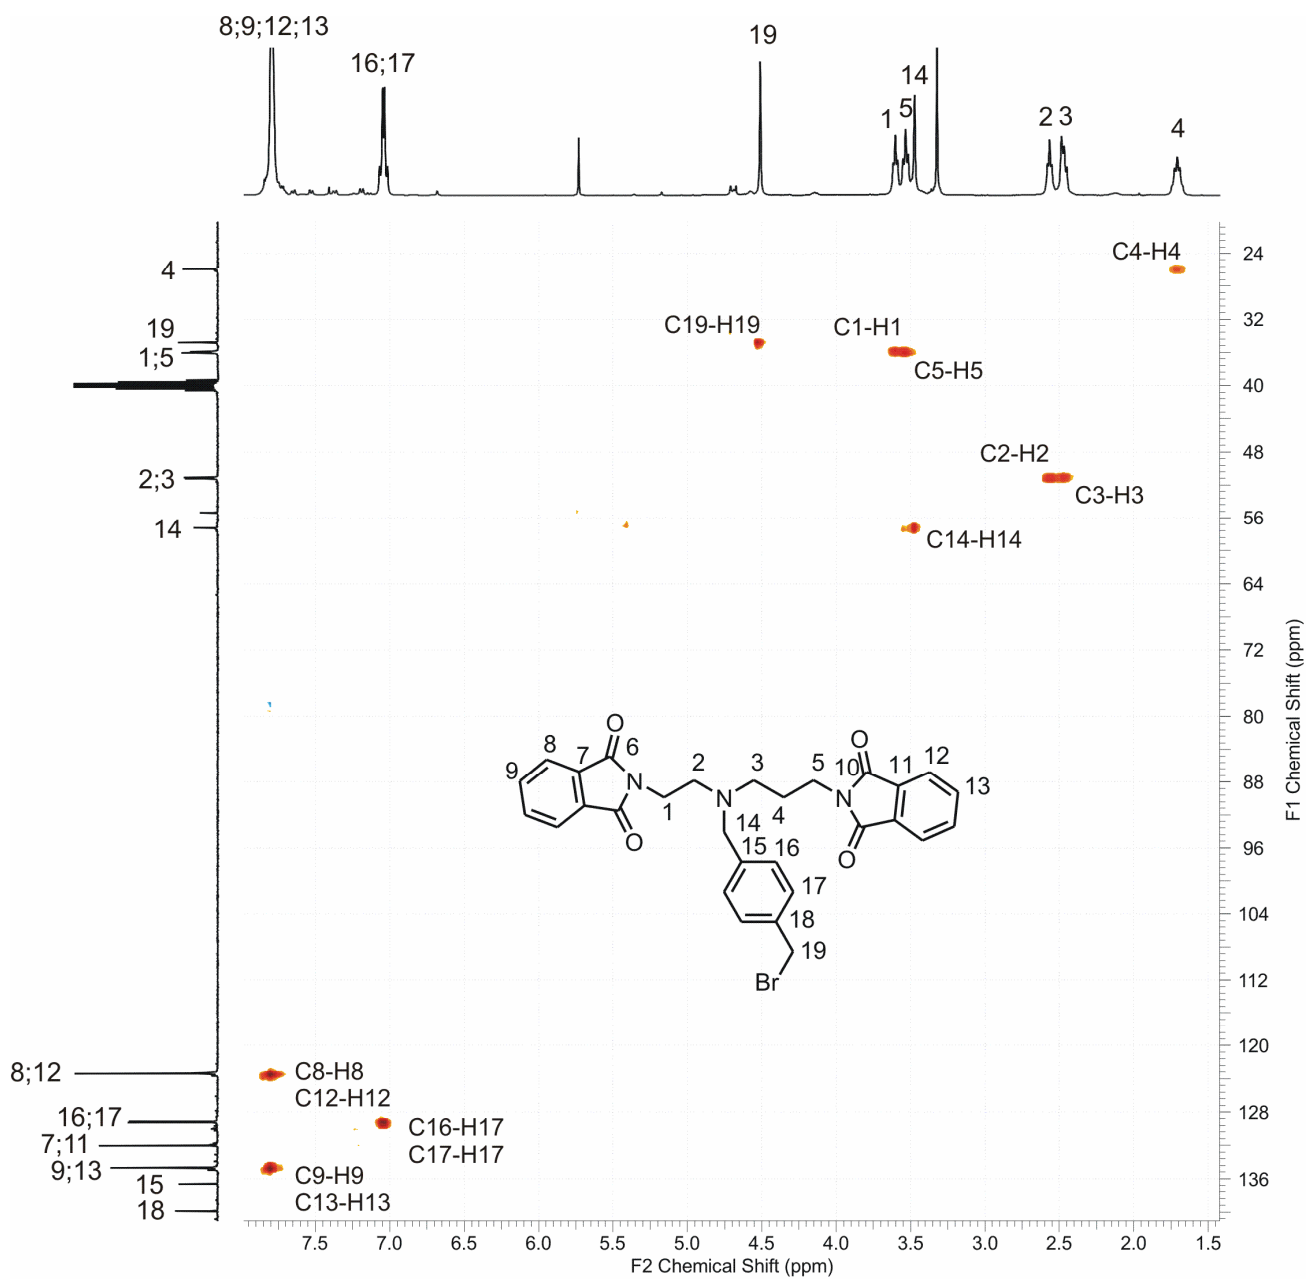 8;9;12;13
16;17
19
1
5
14
2
3
4
4
19
1;5
2;3
14
8;12
16;17
7;11
9;13
15
18
C4-H4
C19-H19
C1-H1
C5-H5
C2-H2
C3-H3
C14-H14
O
8
7
6
9
N
1
2
O
N
3
4
5
O
10
11
12
13
N
O
14
15
16
17
18
19
Br
C8-H8
C12-H12
C16-H17
C17-H17
C9-H9
C13-H13
24
32
40
48
56
64
72
80
88
96
104
112
120
128
136
F1 Chemical Shift (ppm)
7.5 7.0 6.5 6.0 5.5 5.0 4.5 4.0 3.5 3.0 2.5 2.0 1.5
F2 Chemical Shift (ppm)